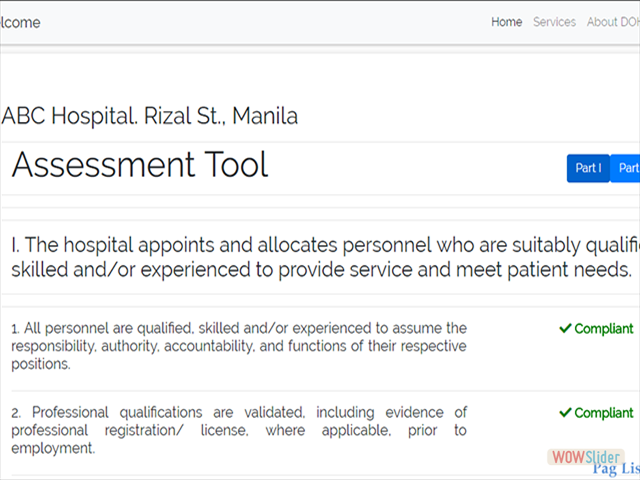 elcome Home Services About DOH
ABC Hospital. Rizal St., Manila
Assessment Tool Part I Part
I. The hospital appoints and allocates personnel who are suitably qualifi
skilled and/or experienced to provide service and meet patient needs.
1. All personnel are qualified, skilled and/or experienced to assume the
responsibility, authority, accountability, and functions of their respective
positions.
Compliant
2. Professional qualifications are validated, including evidence of
professional registration/ license, where applicable, prior to
employment.
Compliant
WOWSlider
Pag Lis